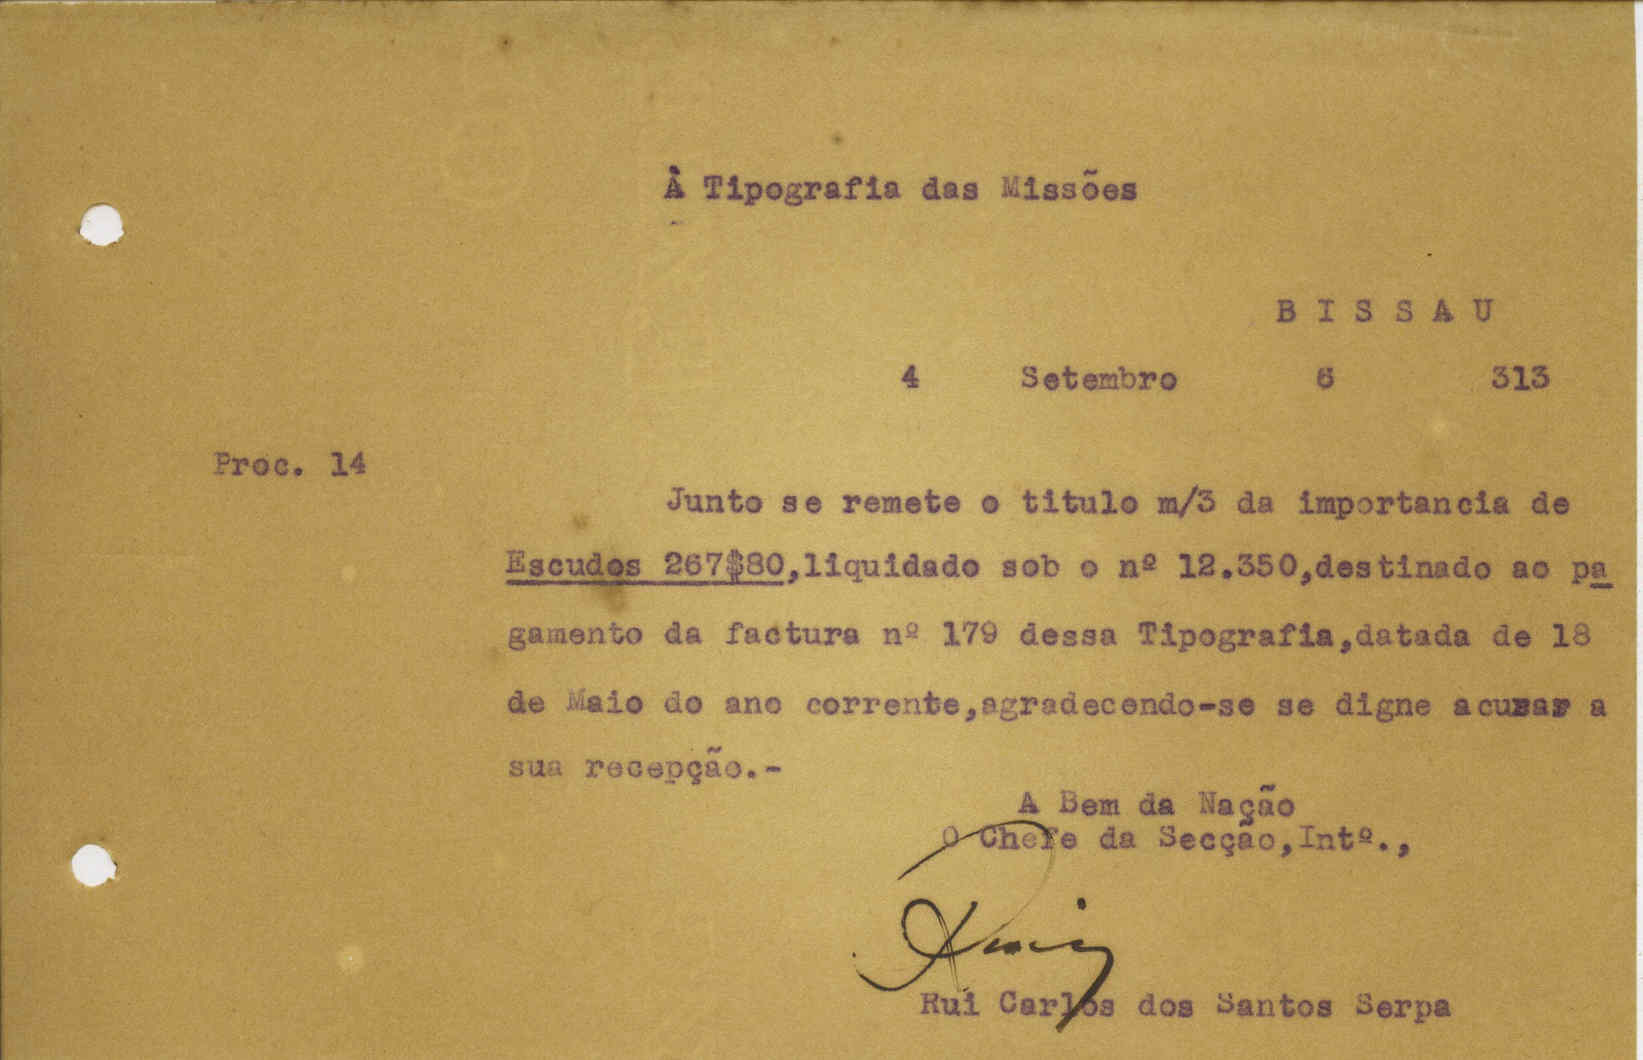 À Tipografia das Missões
B I S S A U
4 Setembro 6 313
Proc. 14
Junto se remete o titulo m/3 da importancia de
Escudos 267$80,liquidado sob o nº 12.350,destinado ao pa
gamento da factura nº 179 dessa Tipografia,datada de 18
de Maio do ano corrente,agradecendo-se se digne acusar a
sua recepção.-
A Bem da Nação
O Chefe da Secção,Intº.,
Rui Carlos dos Santos Serpa